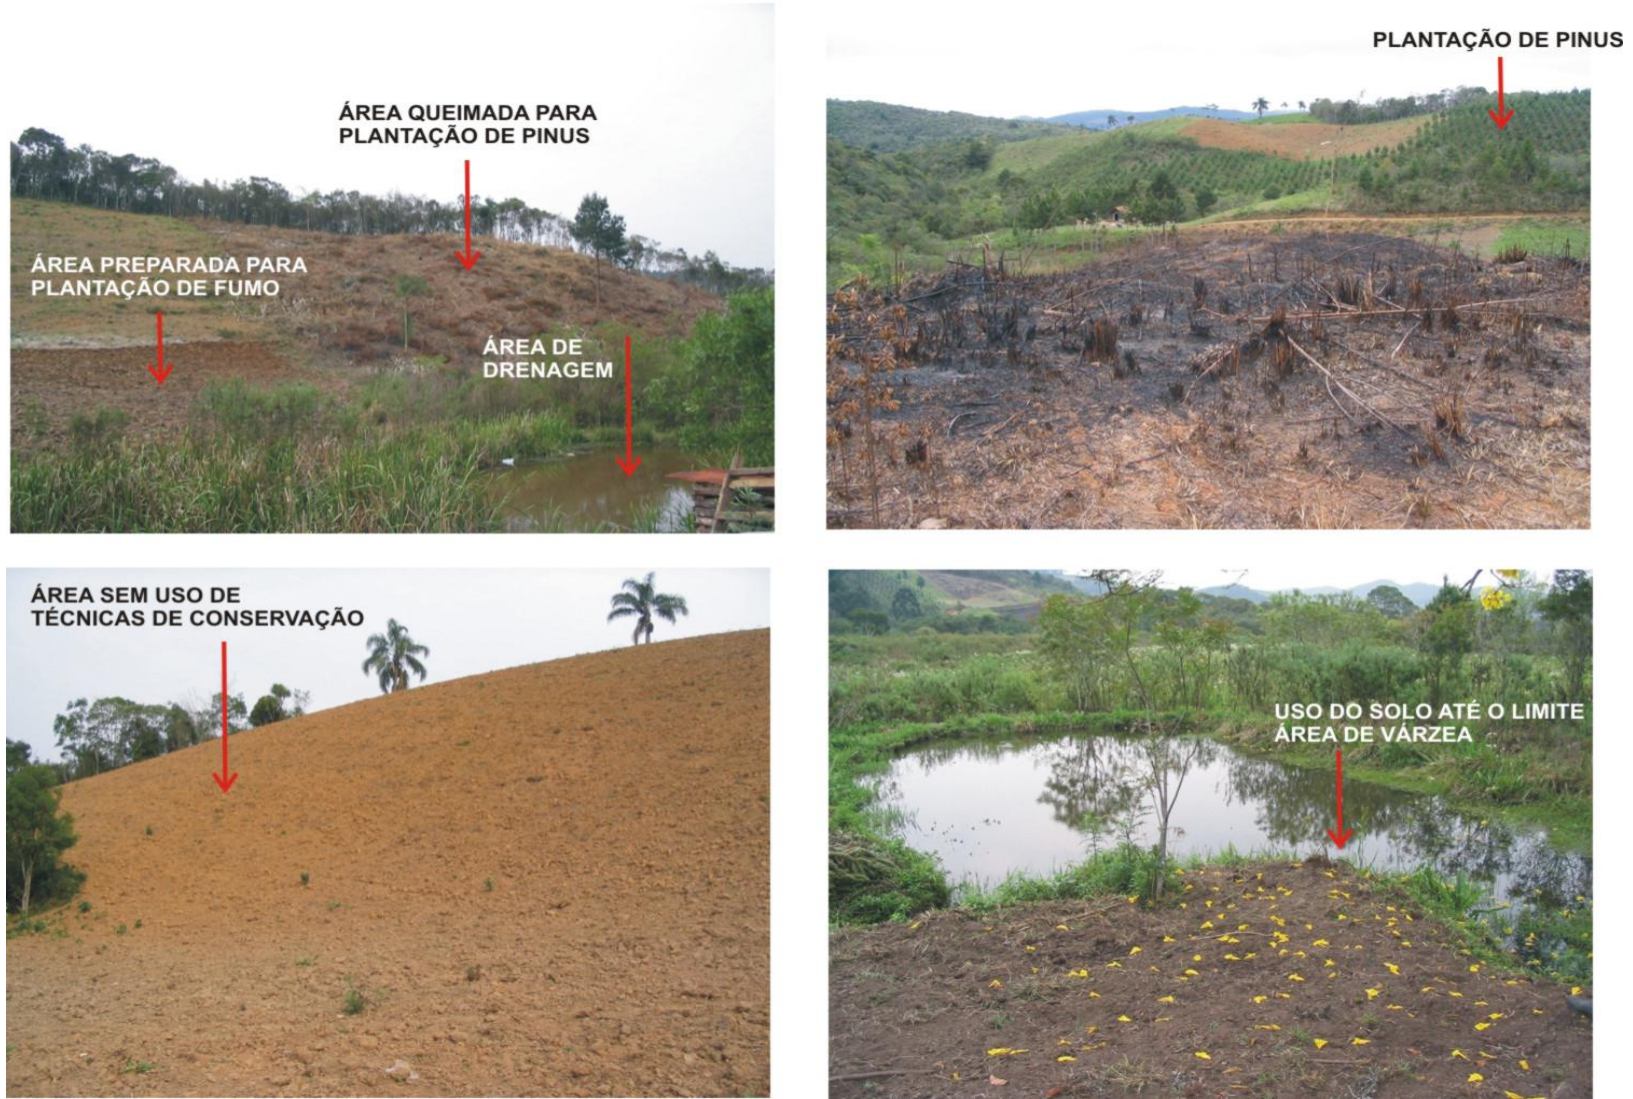 ÁREA QUEIMADA PARA
PLANTAÇÃO DE PINUS
ÁREA PREPARADA PARA
PLANTAÇÃO DE FUMO
ÁREA DE
DRENAGEM
PLANTAÇÃO DE PINUS
ÁREA SEM USO DE
TÉCNICAS DE CONSERVAÇÃO
USO DO SOLO ATÉ O LIMITE
ÁREA DE VÁRZEA